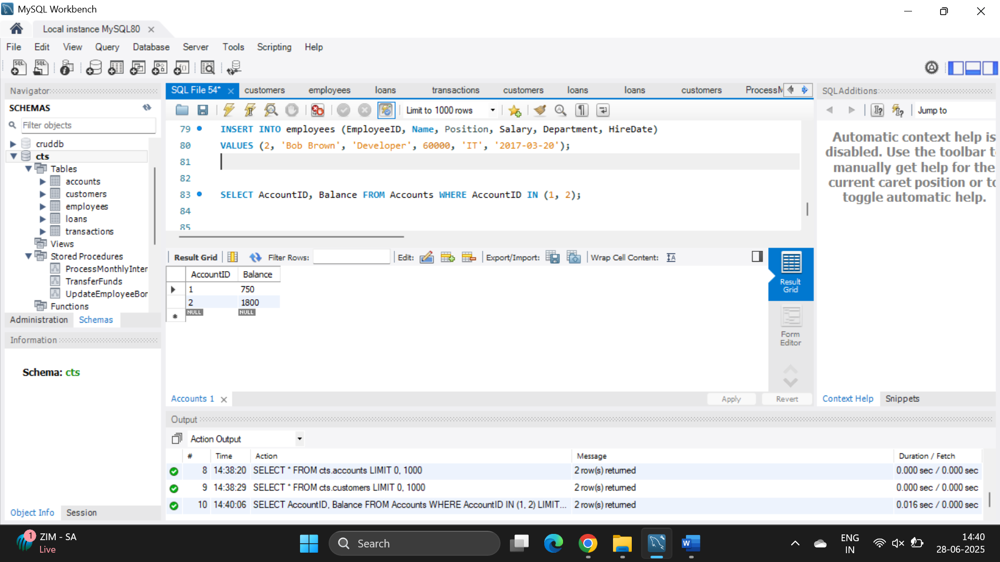 MySQL Workbench
Local instance MySQL80
File Edit View Query Database Server Tools Scripting Help
Navigator
SCHEMAS
Filter objects
cruddb
cts
Tables
accounts
customers
employees
loans
transactions
Views
Stored Procedures
ProcessMonthlyInter
TransferFunds
UpdateEmployeeBor
Functions
Administration Schemas
Information
Schema: cts
Object Info Session
SQL File 54* customers employees loans transactions customers loans loans customers ProcessM
Limit to 1000 rows
79 INSERT INTO employees (EmployeeID, Name, Position, Salary, Department, HireDate)
80 VALUES (2, 'Bob Brown', 'Developer', 60000, 'IT', '2017-03-20');
81
82
83 SELECT AccountID, Balance FROM Accounts WHERE AccountID IN (1, 2);
84
85
Result Grid Filter Rows: Edit: Export/Import: Wrap Cell Content:
AccountID Balance
1 750
2 1800
NULL NULL
Result
Grid
Form
Editor
Accounts 1 Apply Revert
SQLAdditions
Jump to
Automatic context help is
disabled. Use the toolbar t
manually get help for the
current caret position or to
toggle automatic help.
Context Help Snippets
Output
Action Output
# Time Action Message Duration / Fetch
8 14:38:20 SELECT * FROM cts.accounts LIMIT 0, 1000 2 row(s) returned 0.000 sec / 0.000 sec
9 14:38:29 SELECT * FROM cts.customers LIMIT 0, 1000 2 row(s) returned 0.000 sec / 0.000 sec
10 14:40:06 SELECT AccountID, Balance FROM Accounts WHERE AccountID IN (1, 2) LIMIT... 2 row(s) returned 0.016 sec / 0.000 sec
1
ZIM - SA
Live
Search
ENG
IN
14:40
28-06-2025